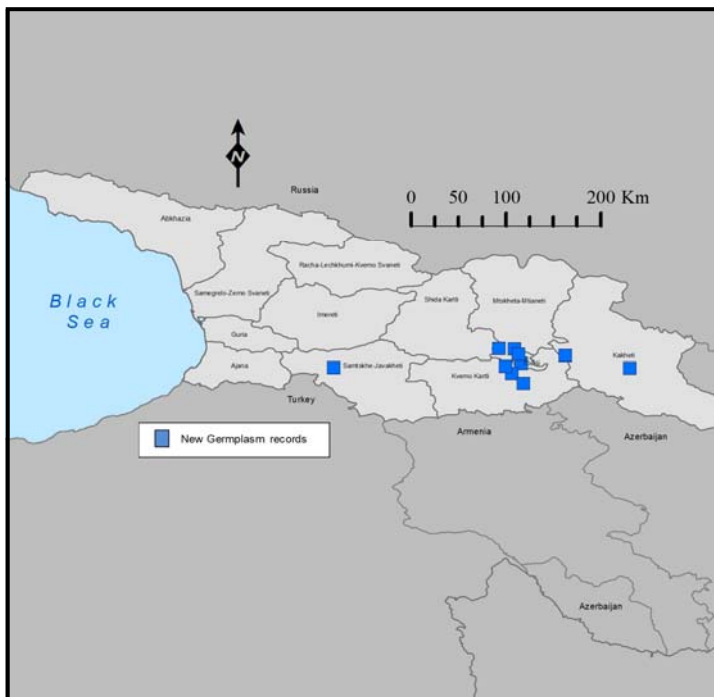 N
Russia
0 50 100 200 Km
Abkhazia
Racha-Lechkhumi-Kvemo Svaneti
Samegrelo-Zemo Svaneti
Shida Kartli
Mtskheta-Mtianeti
Black
Sea
Imereti
Guria
Kakheti
Ajaria
Samtskhe-Javakheti
Kvemo Kartli
Turkey
Armenia
Azerbaijan
New Germplasm records
Azerbaijan